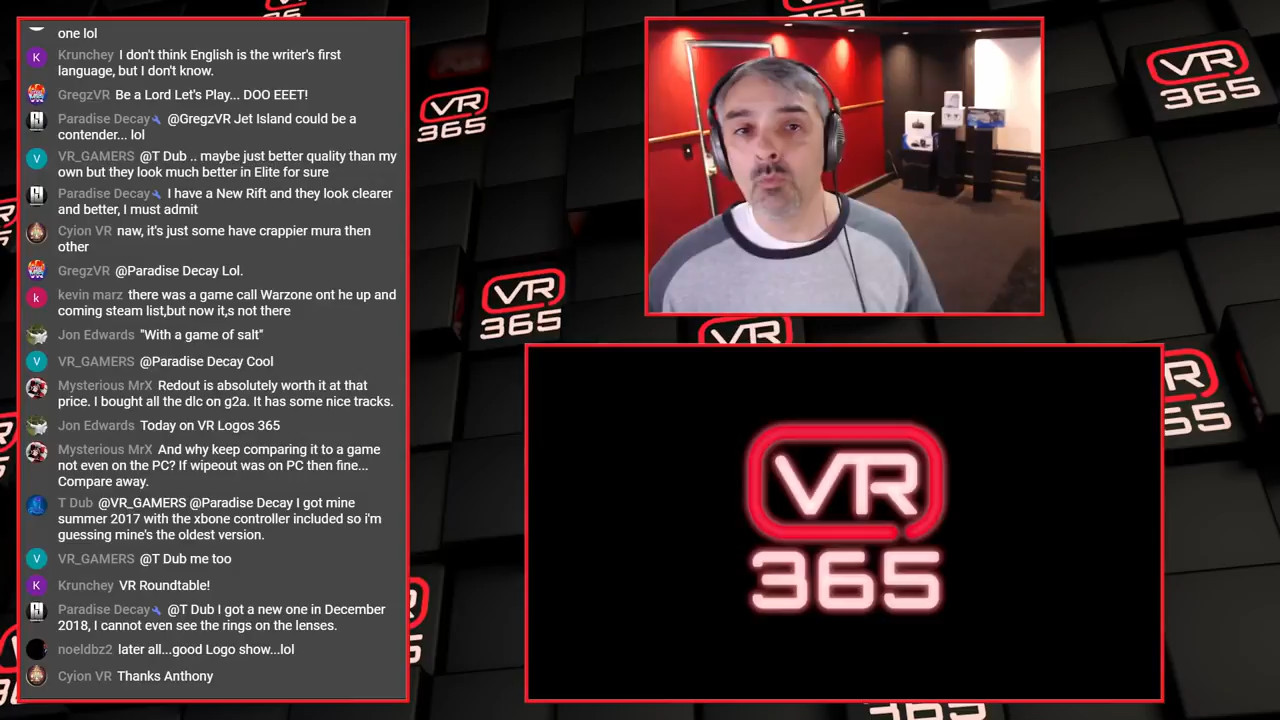 one lol
Krunchey I don't think English is the writer's first
language, but I don't know.
GregzVR Be a Lord Let's Play... DOO EEET!
Paradise Decay @GregzVR Jet Island could be a
contender... lol
VR_GAMERS @T Dub .. maybe just better quality than my
own but they look much better in Elite for sure
Paradise Decay I have a New Rift and they look clearer
and better, I must admit
Cyion VR naw, it's just some have crappier mura then
other
GregzVR @Paradise Decay Lol.
kevin marz there was a game call Warzone ont he up and
coming steam list,but now it,s not there
Jon Edwards "With a game of salt"
VR_GAMERS @Paradise Decay Cool
Mysterious MrX Redout is absolutely worth it at that
price. I bought all the dlc on g2a. It has some nice tracks.
Jon Edwards Today on VR Logos 365
Mysterious MrX And why keep comparing it to a game
not even on the PC? If wipeout was on PC then fine...
Compare away.
T Dub @VR_GAMERS @Paradise Decay I got mine
summer 2017 with the xbone controller included so i'm
guessing mine's the oldest version.
VR_GAMERS @T Dub me too
Krunchey VR Roundtable!
Paradise Decay @T Dub I got a new one in December
2018, I cannot even see the rings on the lenses.
noeldbz2 later all...good Logo show...lol
Cyion VR Thanks Anthony
VR
365
VR
365
VR
365
VR
365